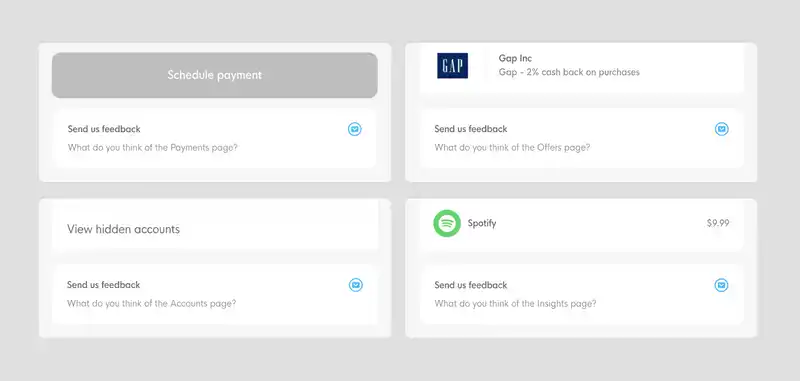 Schedule payment
Send us feedback
What do you think of the Payments page?
GAP
Gap Inc
Gap - 2% cash back on purchases
Send us feedback
What do you think of the Offers page?
View hidden accounts
Send us feedback
What do you think of the Accounts page?
Spotify
$9.99
Send us feedback
What do you think of the Insights page?